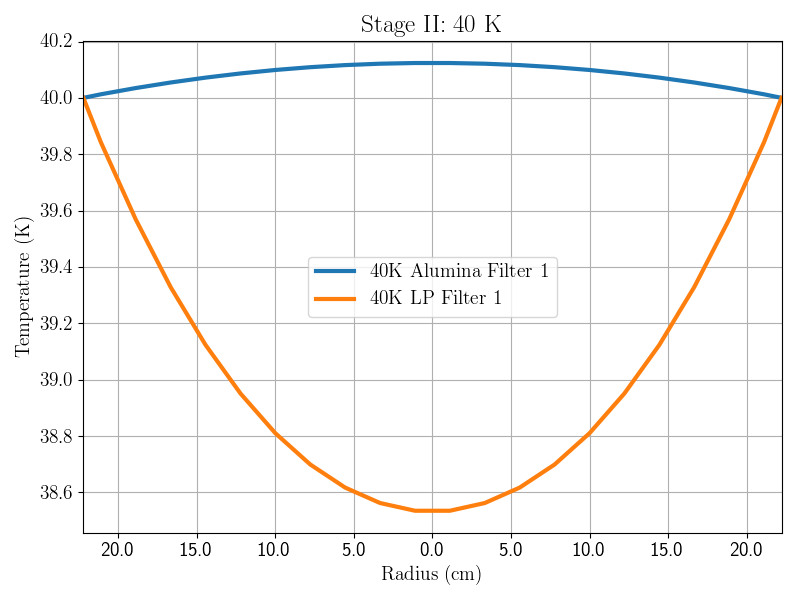 Stage II: 40 K
40.2
40.0
39.8
39.6
39.4
39.2
39.0
38.8
38.6
Temperature (K)
40K Alumina Filter 1
40K LP Filter 1
20.0 15.0 10.0 5.0 0.0 5.0 10.0 15.0 20.0
Radius (cm)